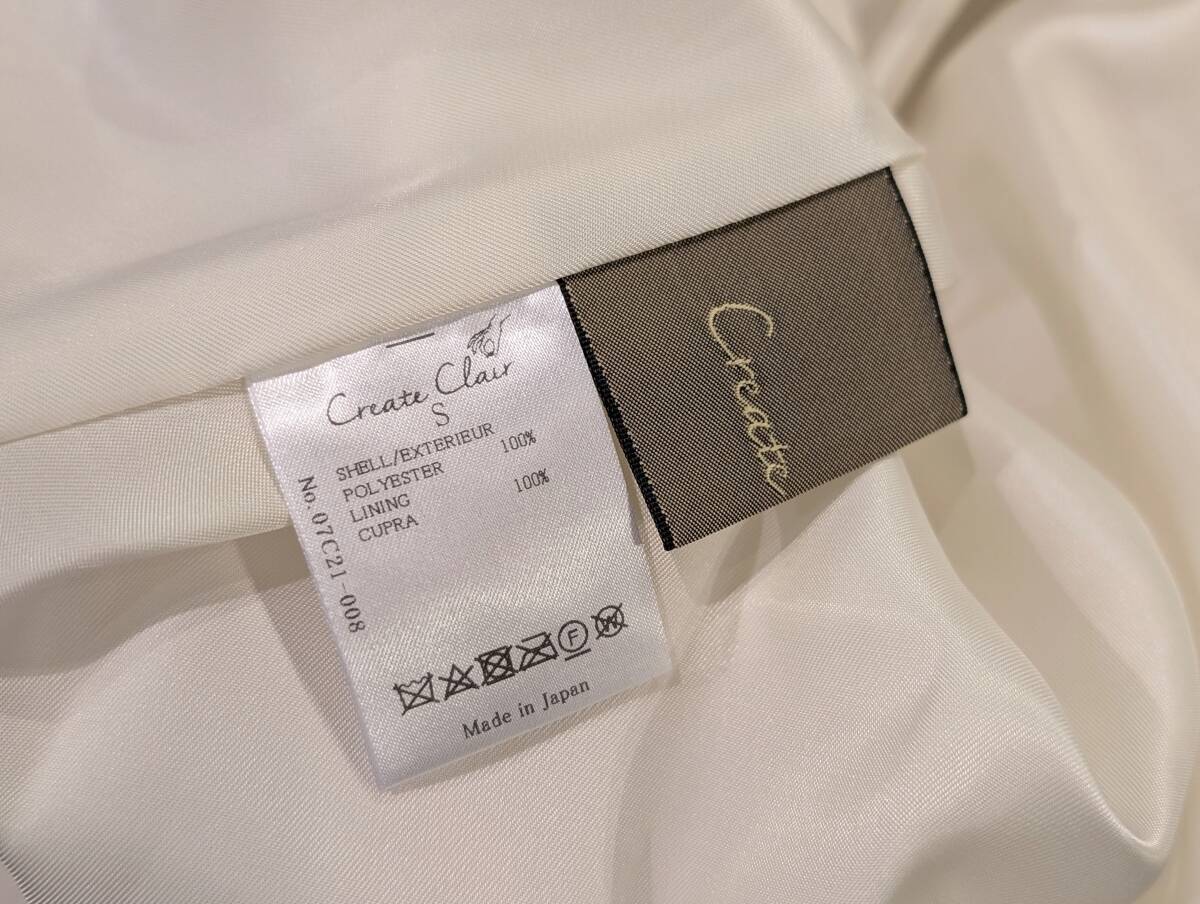 Create Clair
S
SHELL/EXTERIEUR
POLYESTER 100%
LINING
CUPRA 100%
No.07C21-008
F
W
Made in Japan
Create